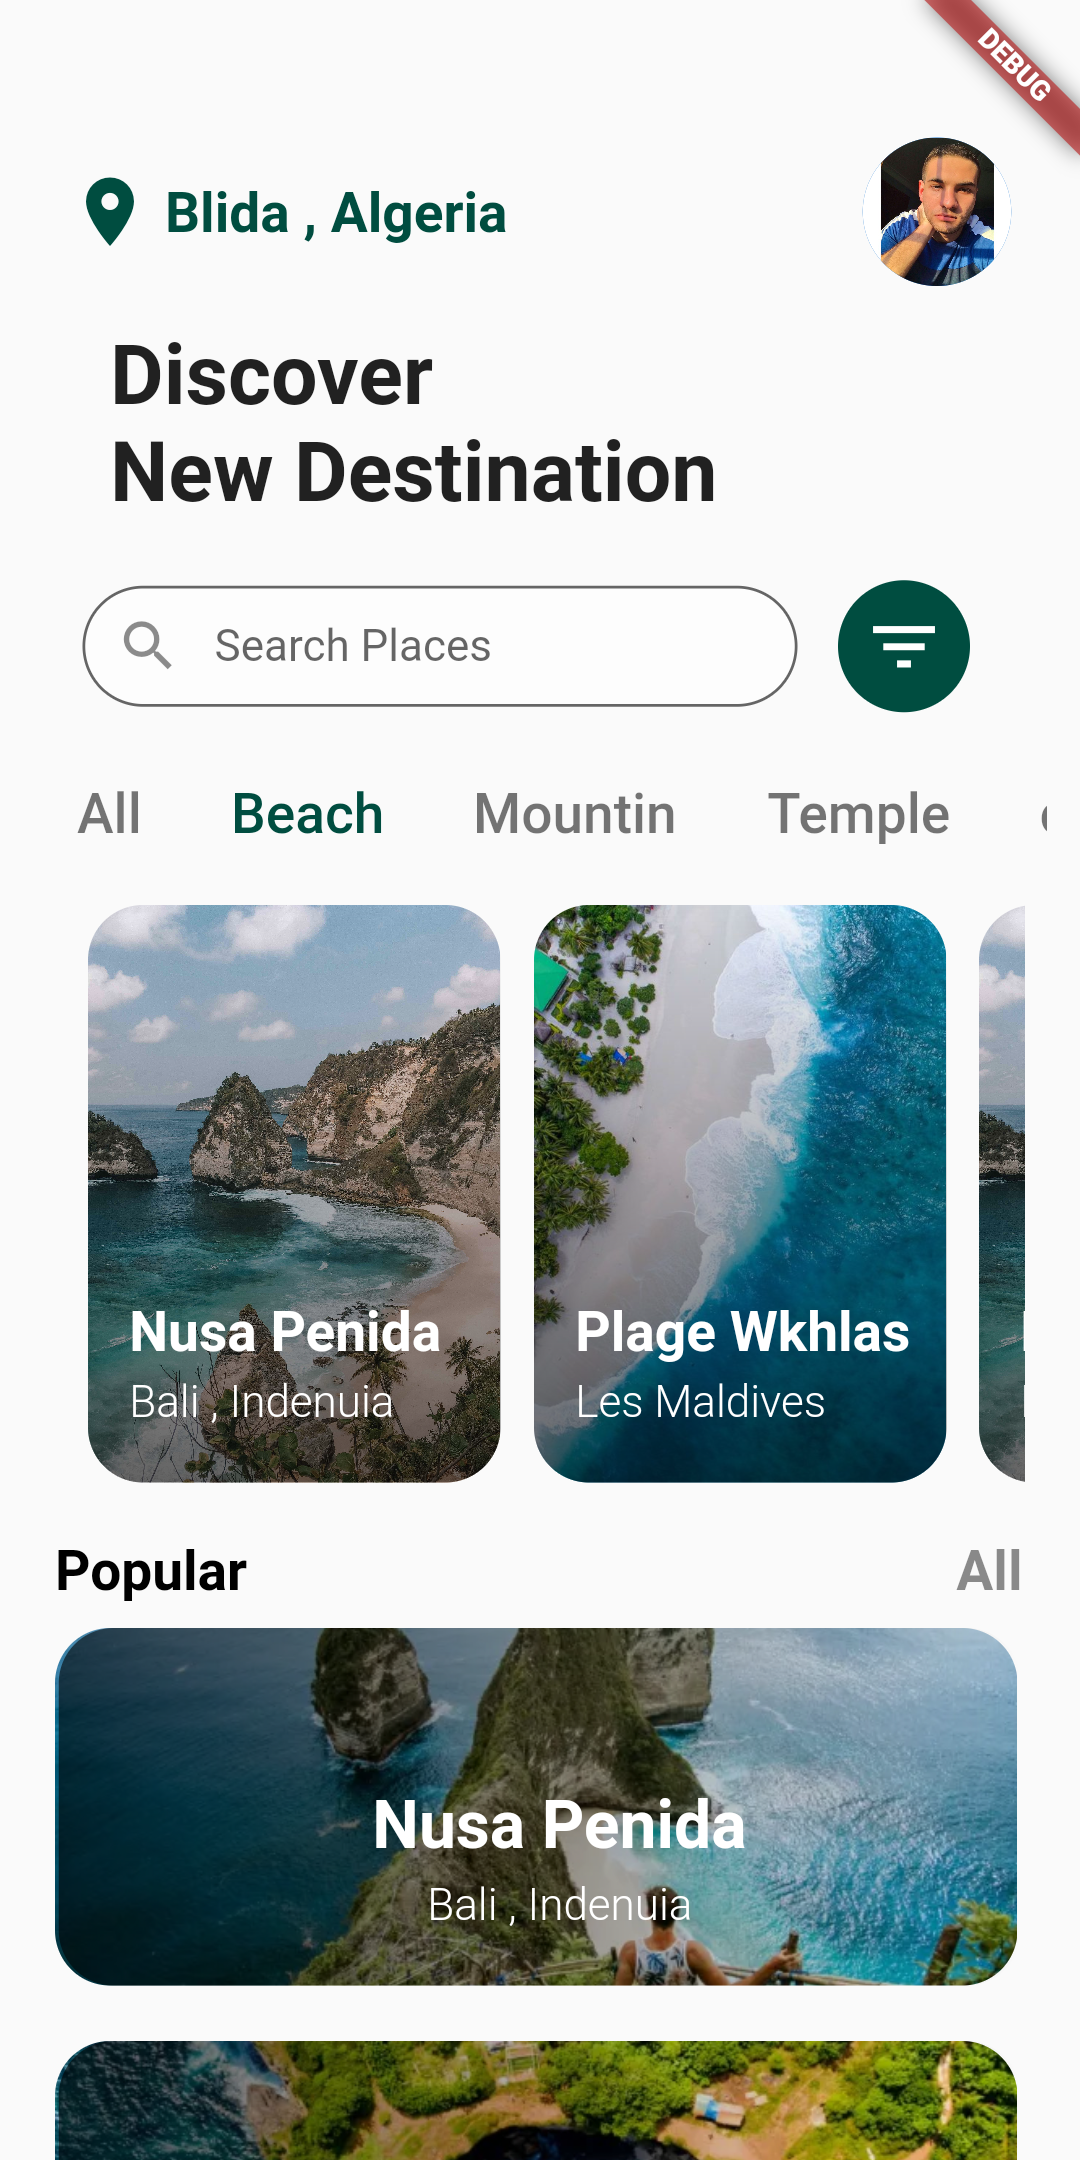 DEBUG
Blida , Algeria
Discover
New Destination
Search Places
All Beach Mountin Temple
Nusa Penida
Bali , Indenuia
Plage Wkhlas
Les Maldives
Popular All
Nusa Penida
Bali , Indenuia